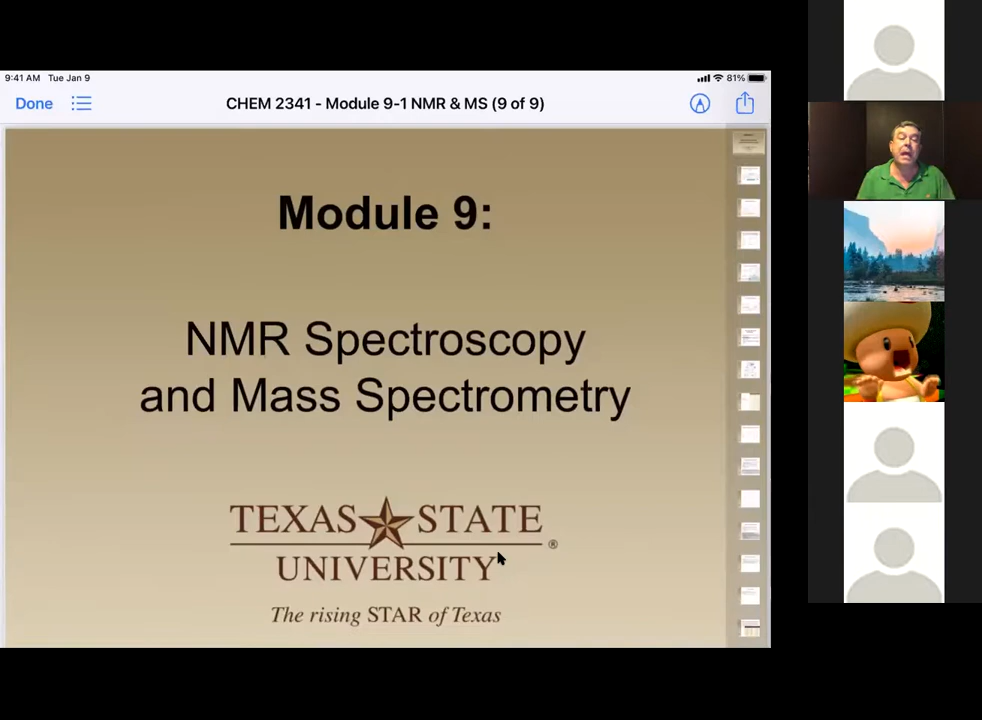 9:41 AM Tue Jan 9
81%
Done
CHEM 2341 - Module 9-1 NMR & MS (9 of 9)
Module 9:
NMR Spectroscopy
and Mass Spectrometry
TEXAS STATE
UNIVERSITY
®
The rising STAR of Texas